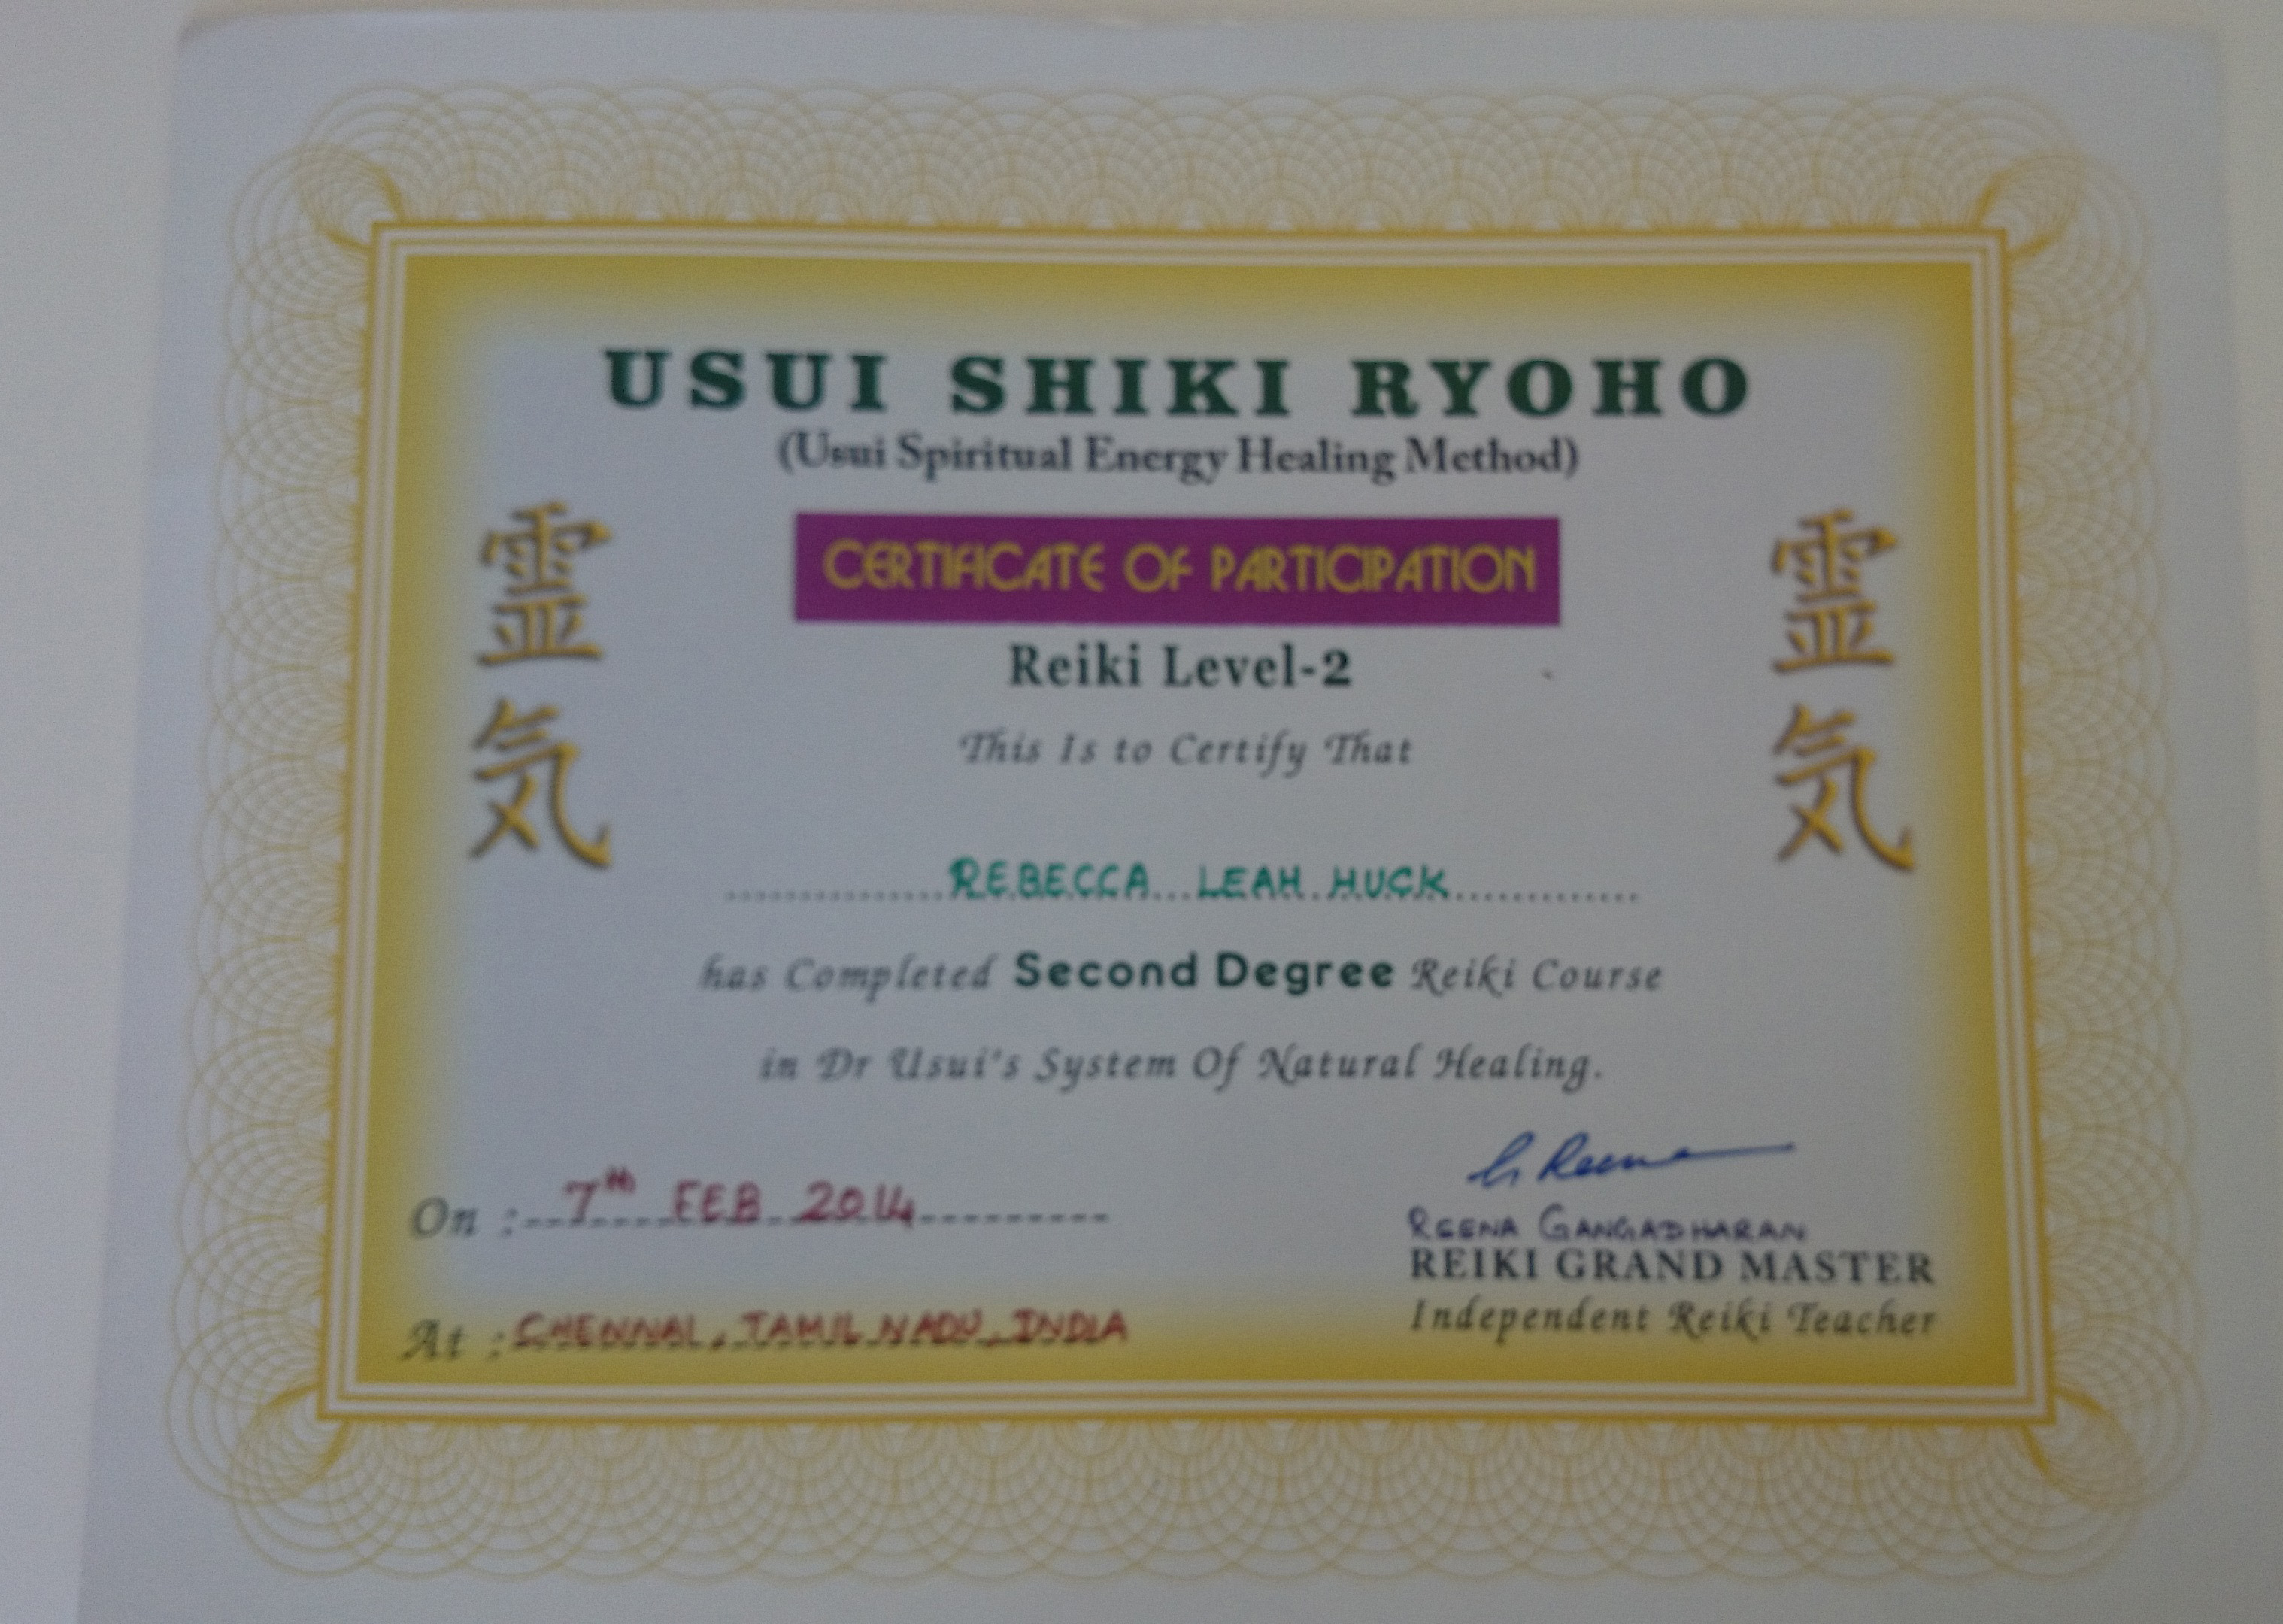 USUI SHIKI RYOHO
(Usui Spiritual Energy Healing Method)
霊気
霊気
CERTIFICATE OF PARTICIPATION
Reiki Level-2
This Is to Certify That
REBECCA LEAH HUCK
has Completed Second Degree Reiki Course
in Dr Usui's System Of Natural Healing.
G Reena
On : 7th FEB 2014
REENA GANGADHARAN
REIKI GRAND MASTER
At : CHENNAI, TAMIL NADU, INDIA
Independent Reiki Teacher